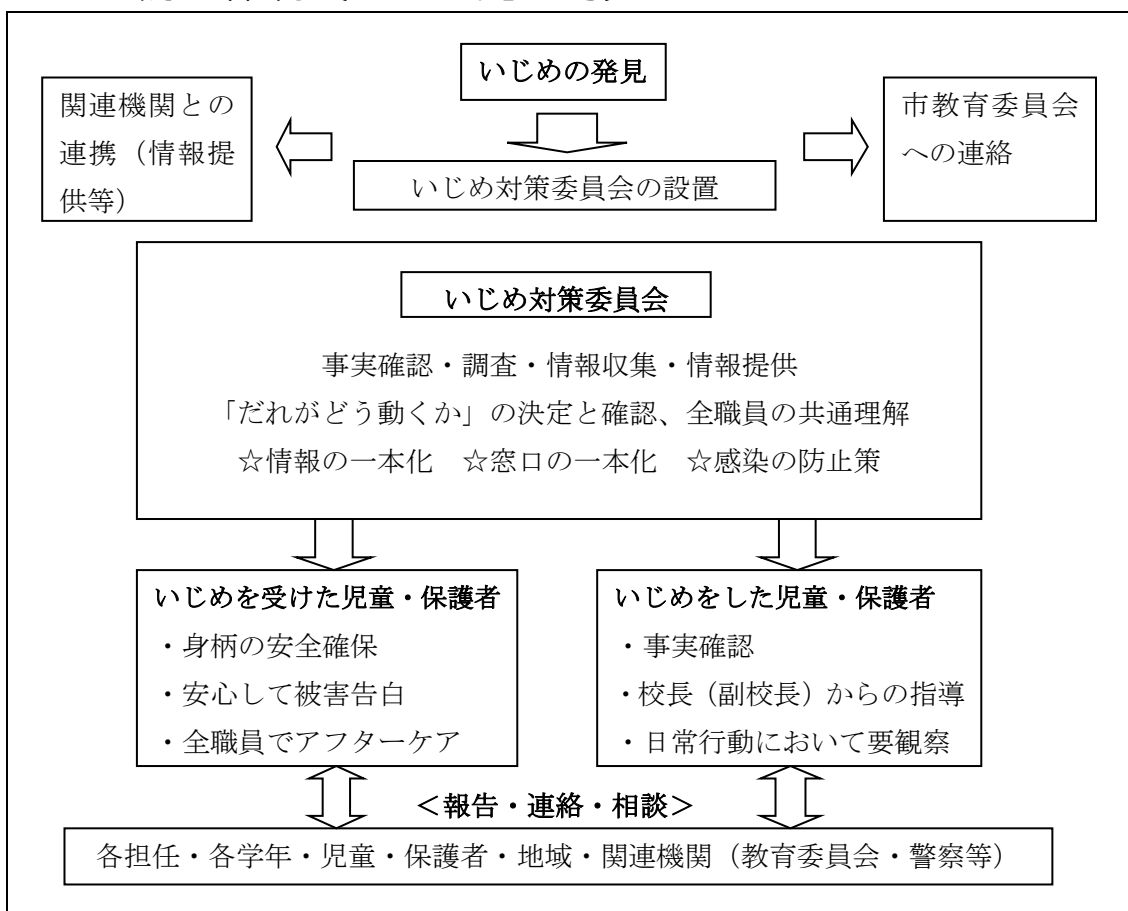 いじめの発見
関連機関との
連携（情報提
供等）
市教育委員会
への連絡
いじめ対策委員会の設置
いじめ対策委員会
事実確認・調査・情報収集・情報提供
「だれがどう動くか」の決定と確認、全職員の共通理解
☆情報の一本化　☆窓口の一本化　☆感染の防止策
いじめを受けた児童・保護者
・身柄の安全確保
・安心して被害告白
・全職員でアフターケア
いじめをした児童・保護者
・事実確認
・校長（副校長）からの指導
・日常行動において要観察
＜報告・連絡・相談＞
各担任・各学年・児童・保護者・地域・関連機関（教育委員会・警察等）